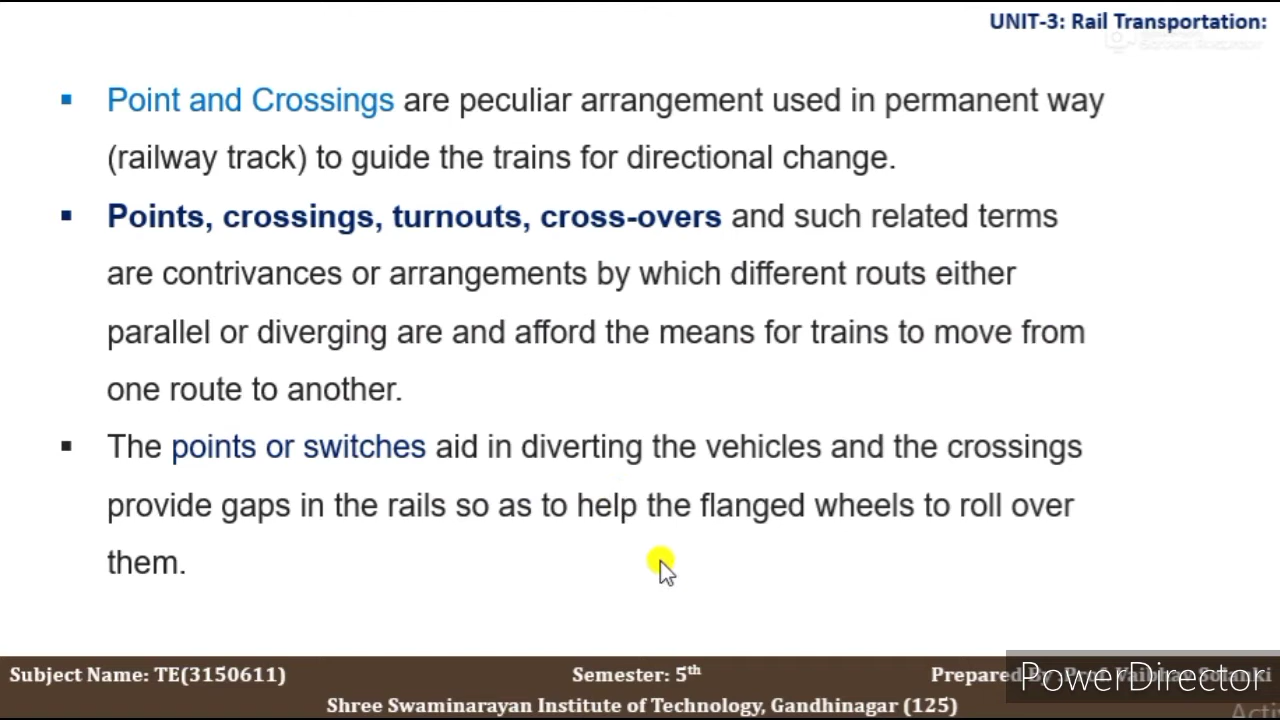 UNIT-3: Rail Transportation:
▪ Point and Crossings are peculiar arrangement used in permanent way
(railway track) to guide the trains for directional change.
▪ Points, crossings, turnouts, cross-overs and such related terms
are contrivances or arrangements by which different routs either
parallel or diverging are and afford the means for trains to move from
one route to another.
▪ The points or switches aid in diverting the vehicles and the crossings
provide gaps in the rails so as to help the flanged wheels to roll over
them.
Subject Name: TE(3150611) Semester: 5th Prepared By: Prof. Vaibhav Solanki
PowerDirector
Shree Swaminarayan Institute of Technology, Gandhinagar (125)